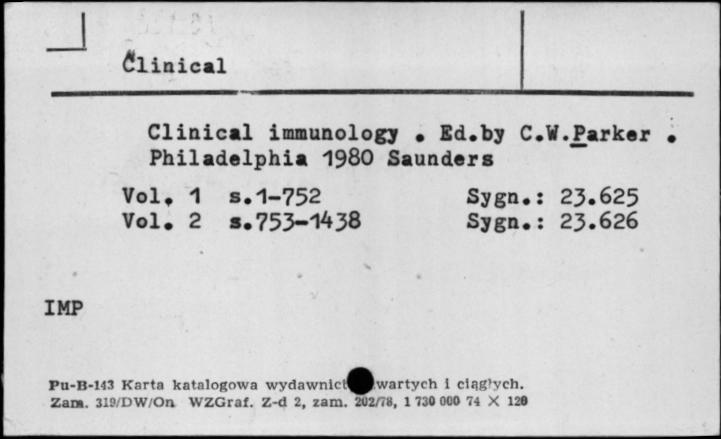 Clinical
Clinical immunology . Ed.by C.W.Parker .
Philadelphia 1980 Saunders
Vol. 1 s.1-752 Sygn.: 23.625
Vol. 2 s.753-1438 Sygn.: 23.626
IMP
Pu-B-143 Karta katalogowa wydawnict wartych i ciągłych.
Zam. 319/DW/On WZGraf. Z-d 2, zam. 202/78, 1 730 000 74 X 120